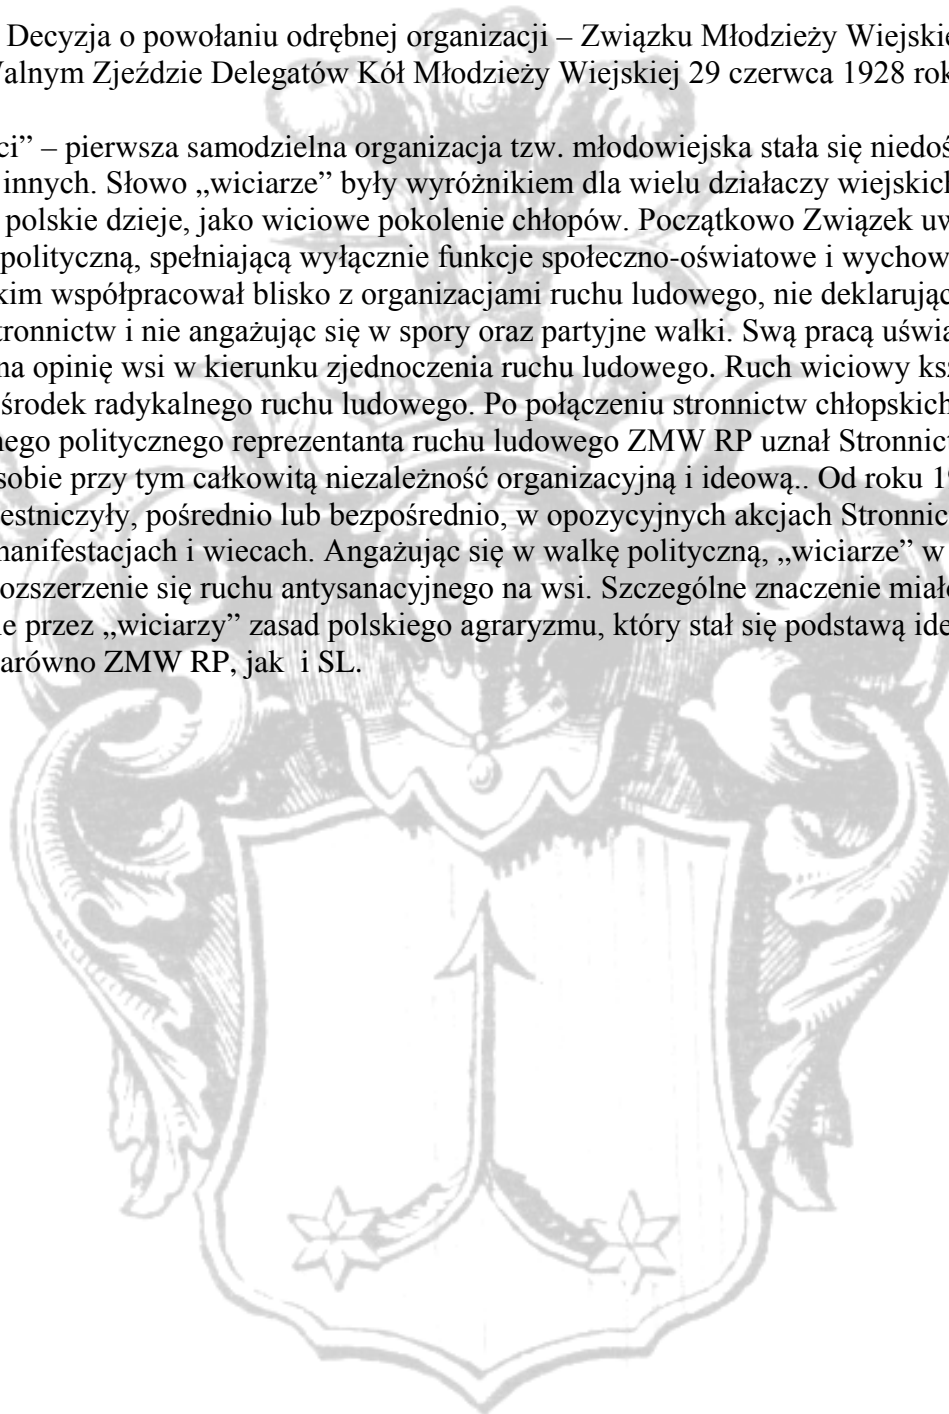 Decyzja o powołaniu odrębnej organizacji – Związku Młodzieży Wiejskie
Walnym Zjeździe Delegatów Kół Młodzieży Wiejskiej 29 czerwca 1928 rok
ci” – pierwsza samodzielna organizacja tzw. młodowiejska stała się niedoś
innych. Słowo „wiciarze” były wyróżnikiem dla wielu działaczy wiejskich
polskie dzieje, jako wiciowe pokolenie chłopów. Początkowo Związek uw
polityczną, spełniającą wyłącznie funkcje społeczno-oświatowe i wychow
kim współpracował blisko z organizacjami ruchu ludowego, nie deklarując
tronnictw i nie angażując się w spory oraz partyjne walki. Swą pracą uświa
na opinię wsi w kierunku zjednoczenia ruchu ludowego. Ruch wiciowy ksz
środek radykalnego ruchu ludowego. Po połączeniu stronnictw chłopskich
nego politycznego reprezentanta ruchu ludowego ZMW RP uznał Stronnict
sobie przy tym całkowitą niezależność organizacyjną i ideową.. Od roku 19
estniczyły, pośrednio lub bezpośrednio, w opozycyjnych akcjach Stronnic
manifestacjach i wiecach. Angażując się w walkę polityczną, „wiciarze” w
ozszerzenie się ruchu antysanacyjnego na wsi. Szczególne znaczenie miał
ie przez „wiciarzy” zasad polskiego agraryzmu, który stał się podstawą ide
arówno ZMW RP, jak  i SL.